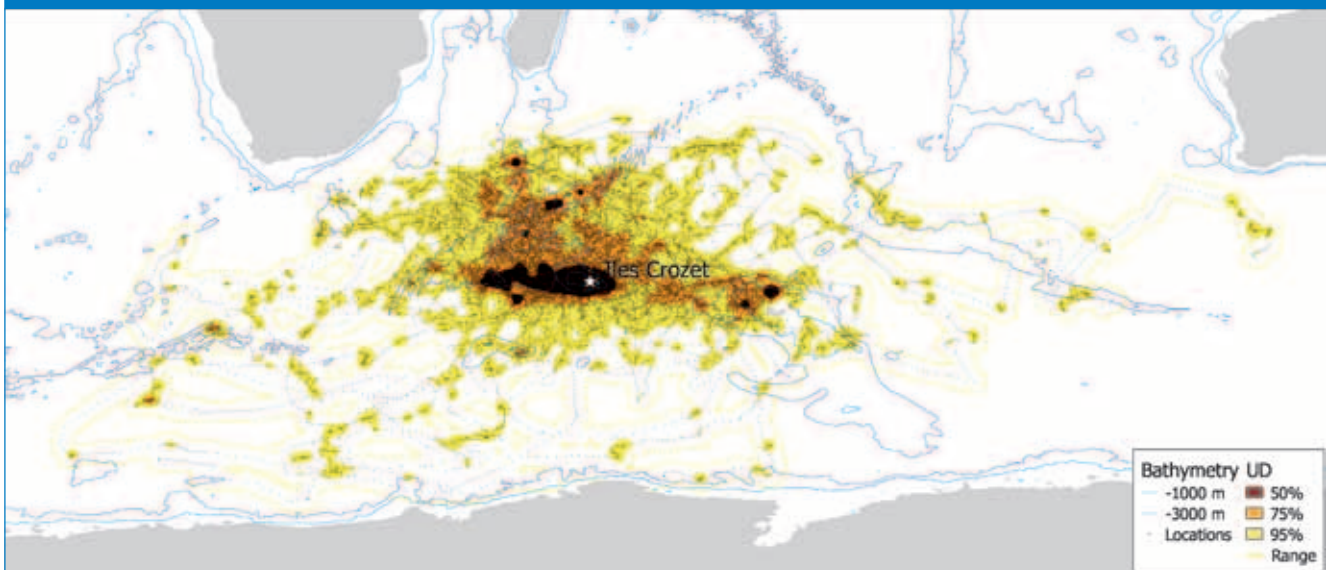 Iles Crozet
Bathymetry UD
-1000 m 50%
-3000 m 75%
Locations 95%
Range